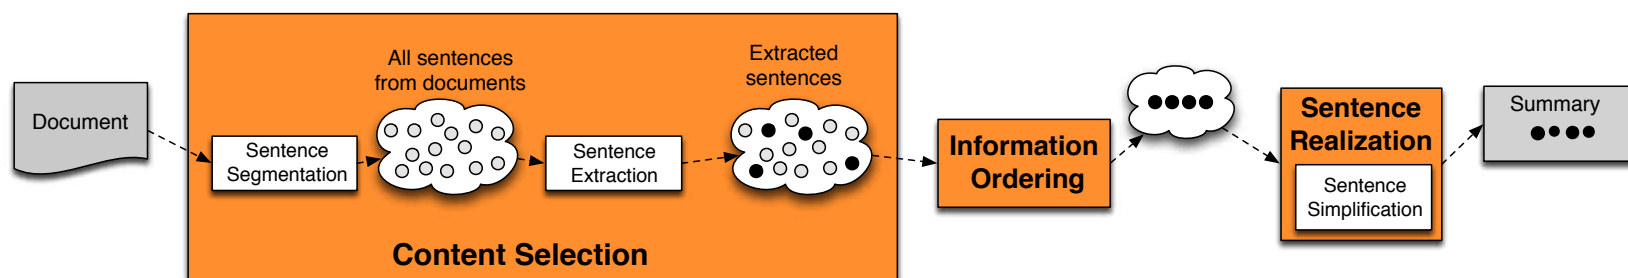 Document
Sentence
Segmentation
All sentences
from documents
Sentence
Extraction
Extracted
sentences
Content Selection
Information
Ordering
Sentence
Realization
Sentence
Simplification
Summary